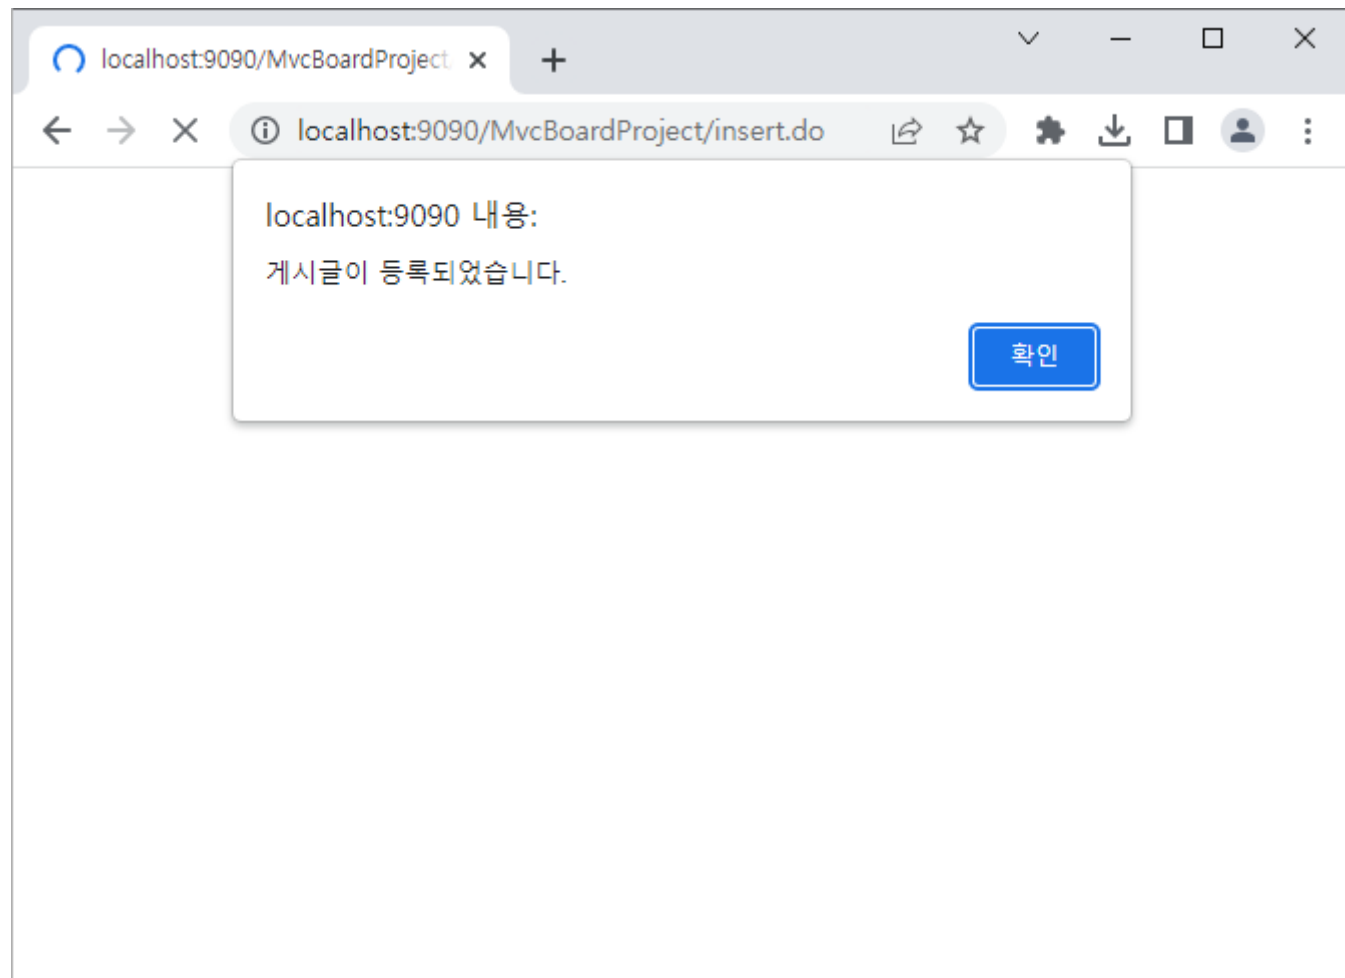 localhost:9090/MvcBoardProject/
localhost:9090/MvcBoardProject/insert.do
localhost:9090 내용:
게시글이 등록되었습니다.
확인